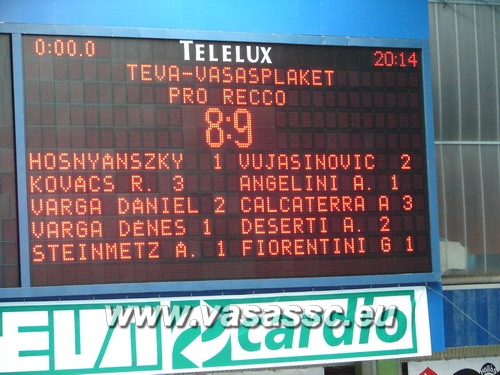 TELELUX
0:00.0 20:14
TEVA-VASASPLAKET
PRO RECCO
8:9
HOSNYANSZKY 1 VUJASINOVIC 2
KOVACS R. 3 ANGELINI A. 1
VARGA DANIEL 2 CALCATERRA A 3
VARGA DENES 1 DESERTI A. 2
STEINMETZ A. 1 FIORENTINI G 1
www.vasassc.eu
TEVA cardio